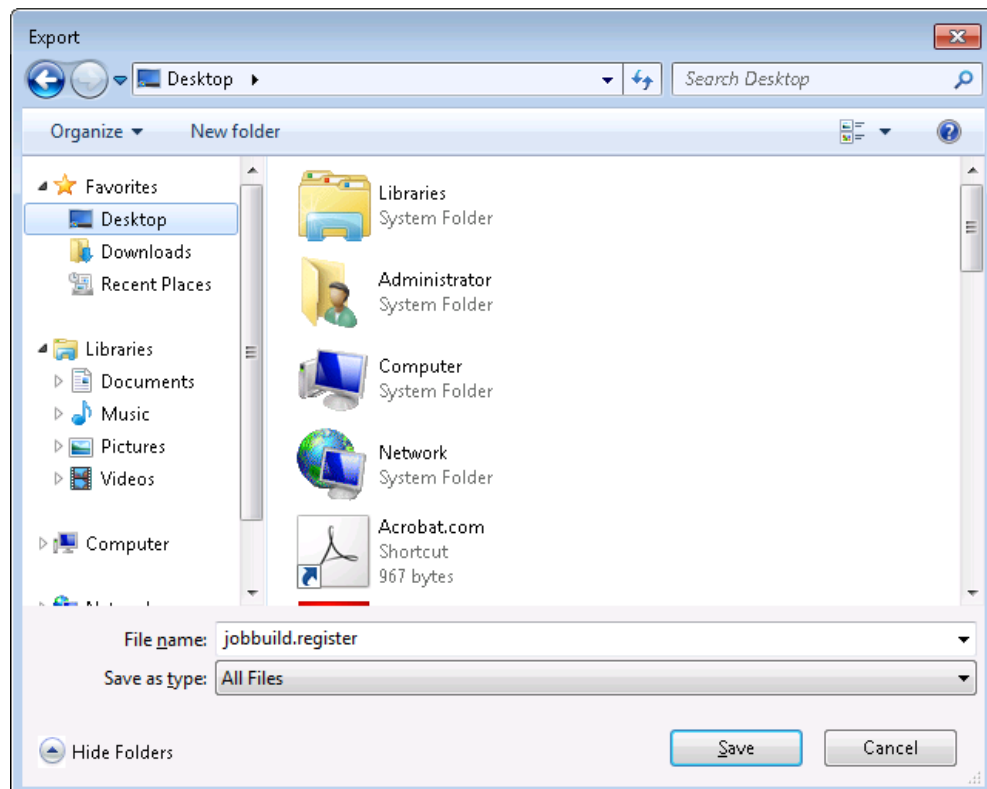 Export
Desktop
Search Desktop
Organize
New folder
Favorites
Desktop
Downloads
Recent Places
Libraries
Documents
Music
Pictures
Videos
Computer
Libraries
System Folder
Administrator
System Folder
Computer
System Folder
Network
System Folder
Acrobat.com
Shortcut
967 bytes
File name: jobbuild.register
Save as type: All Files
Hide Folders
Save
Cancel